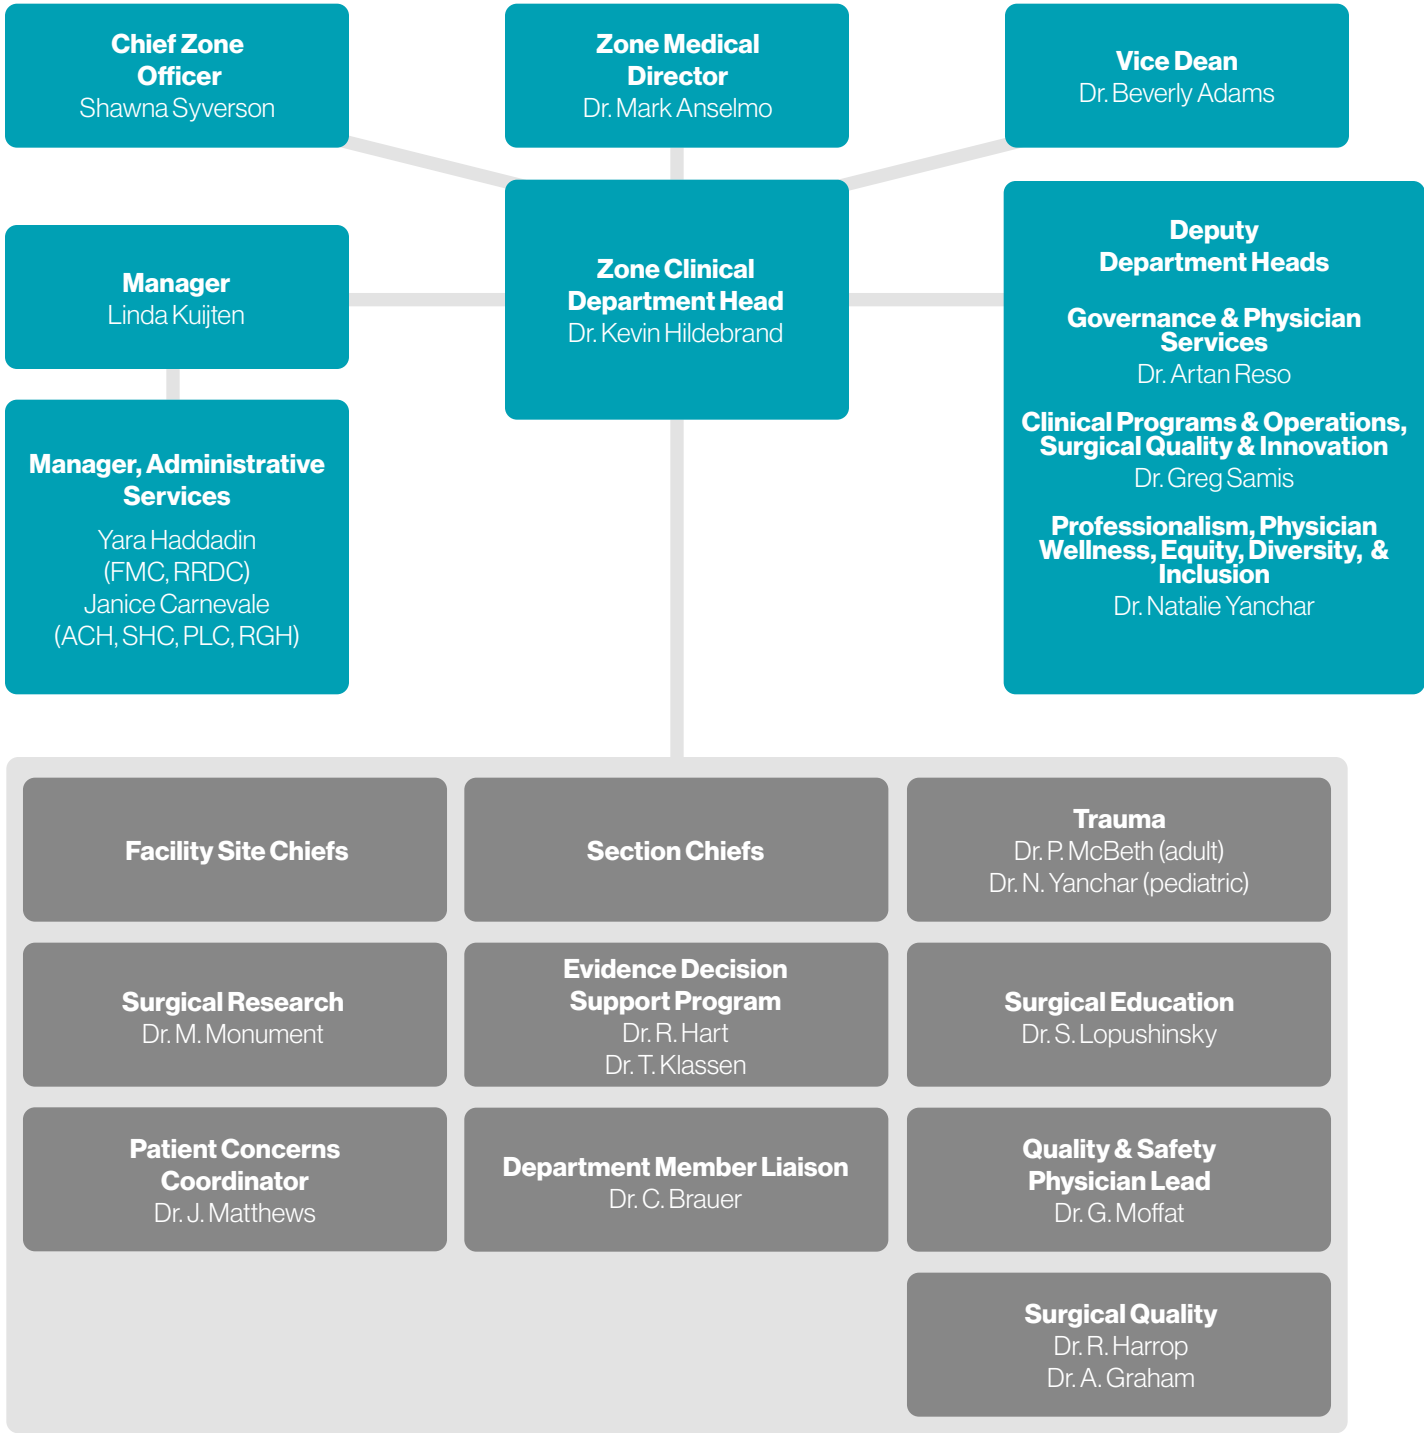 Chief Zone
Officer
Shawna Syverson
Zone Medical
Director
Dr. Mark Anselmo
Vice Dean
Dr. Beverly Adams
Manager
Linda Kuijten
Zone Clinical
Department Head
Dr. Kevin Hildebrand
Deputy
Department Heads
Governance & Physician
Services
Dr. Artan Reso
Clinical Programs & Operations,
Surgical Quality & Innovation
Dr. Greg Samis
Professionalism, Physician
Wellness, Equity, Diversity, &
Inclusion
Dr. Natalie Yanchar
Manager, Administrative
Services
Yara Haddadin
(FMC, RRDC)
Janice Carnevale
(ACH, SHC, PLC, RGH)
Facility Site Chiefs
Section Chiefs
Trauma
Dr. P. McBeth (adult)
Dr. N. Yanchar (pediatric)
Surgical Research
Dr. M. Monument
Evidence Decision
Support Program
Dr. R. Hart
Dr. T. Klassen
Surgical Education
Dr. S. Lopushinsky
Patient Concerns
Coordinator
Dr. J. Matthews
Department Member Liaison
Dr. C. Brauer
Quality & Safety
Physician Lead
Dr. G. Moffat
Surgical Quality
Dr. R. Harrop
Dr. A. Graham